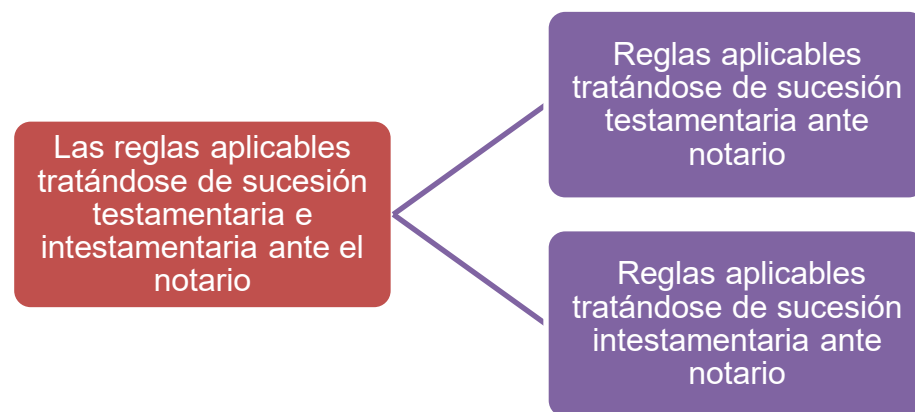 Las reglas aplicables
tratándose de sucesión
testamentaria e
intestamentaria ante el
notario
Reglas aplicables
tratándose de sucesión
testamentaria ante
notario
Reglas aplicables
tratándose de sucesión
intestamentaria ante
notario